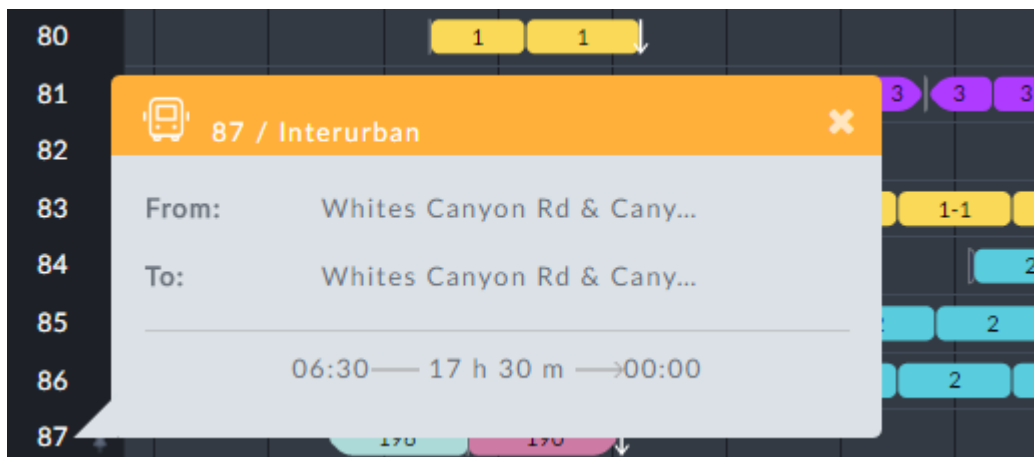 80 1 1
81 3 3 3
87 / Interurban
82
83 From: Whites Canyon Rd & Cany... 1-1
84 2
To: Whites Canyon Rd & Cany...
85 2
86 2
06:30 17 h 30 m 00:00
87 190